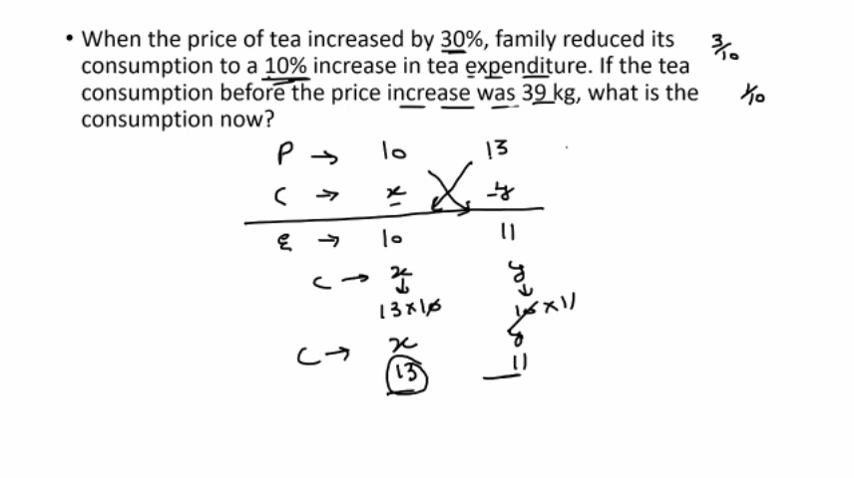 • When the price of tea increased by 30%, family reduced its 3/10
consumption to a 10% increase in tea expenditure. If the tea
consumption before the price increase was 39 kg, what is the 1/10
consumption now?
P → 10 13
C → x y
E → 10 11
C → x y
↓ ↓
13×10 10×11
C → x y
13 11